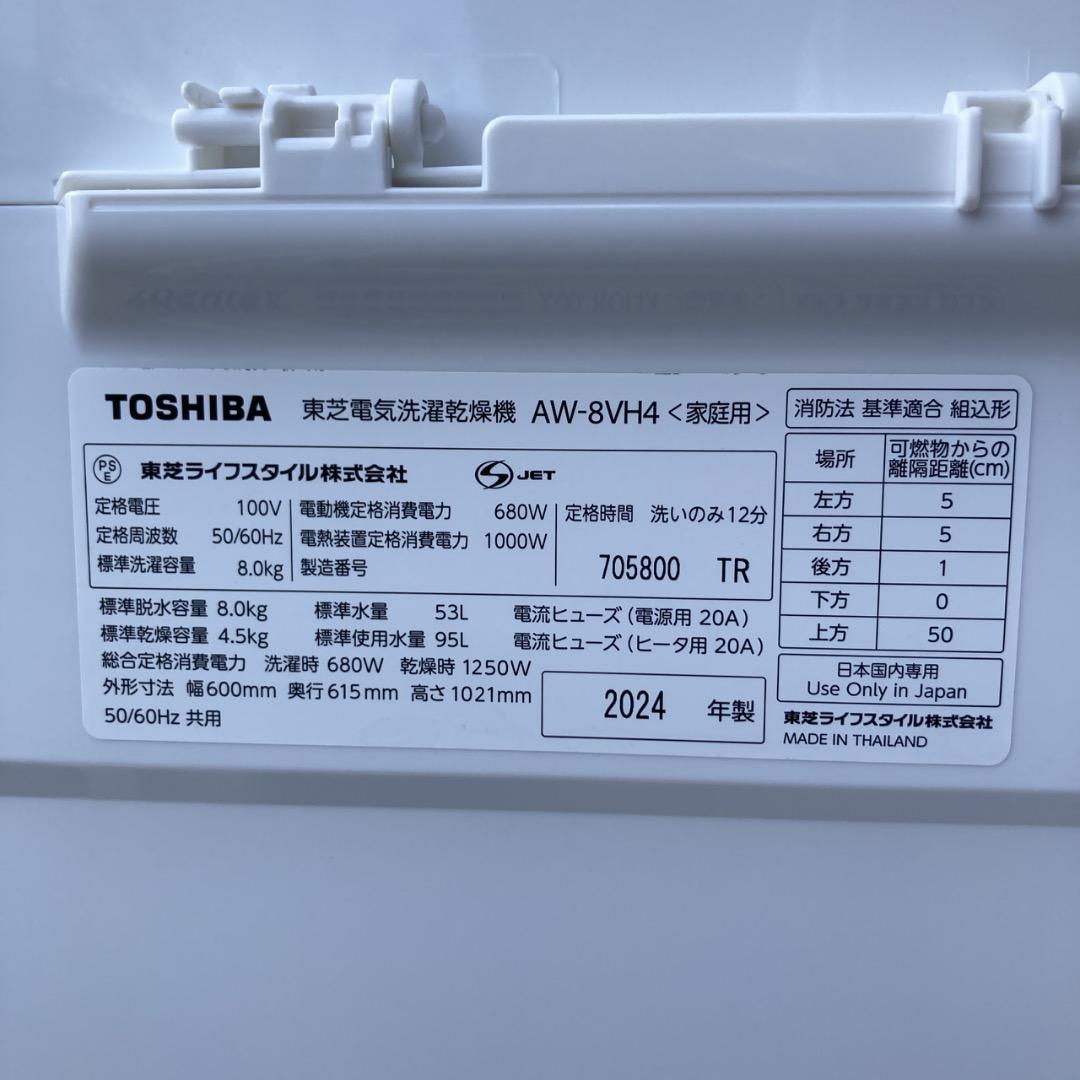 TOSHIBA 東芝電気洗濯乾燥機 AW-8VH4 <家庭用>
PSE 東芝ライフスタイル株式会社 S JET
定格電圧 100V
定格周波数 50/60Hz
標準洗濯容量 8.0kg
電動機定格消費電力 680W
電熱装置定格消費電力 1000W
製造番号
定格時間 洗いのみ12分
705800 TR
標準脱水容量 8.0kg 標準水量 53L 電流ヒューズ (電源用 20A)
標準乾燥容量 4.5kg 標準使用水量 95L 電流ヒューズ (ヒータ用 20A)
総合定格消費電力 洗濯時 680W 乾燥時 1250W
外形寸法 幅600mm 奥行615mm 高さ1021mm
50/60Hz 共用
2024 年製
消防法 基準適合 組込形
場所 可燃物からの
離隔距離(cm)
左方 5
右方 5
後方 1
下方 0
上方 50
日本国内専用
Use Only in Japan
東芝ライフスタイル株式会社
MADE IN THAILAND